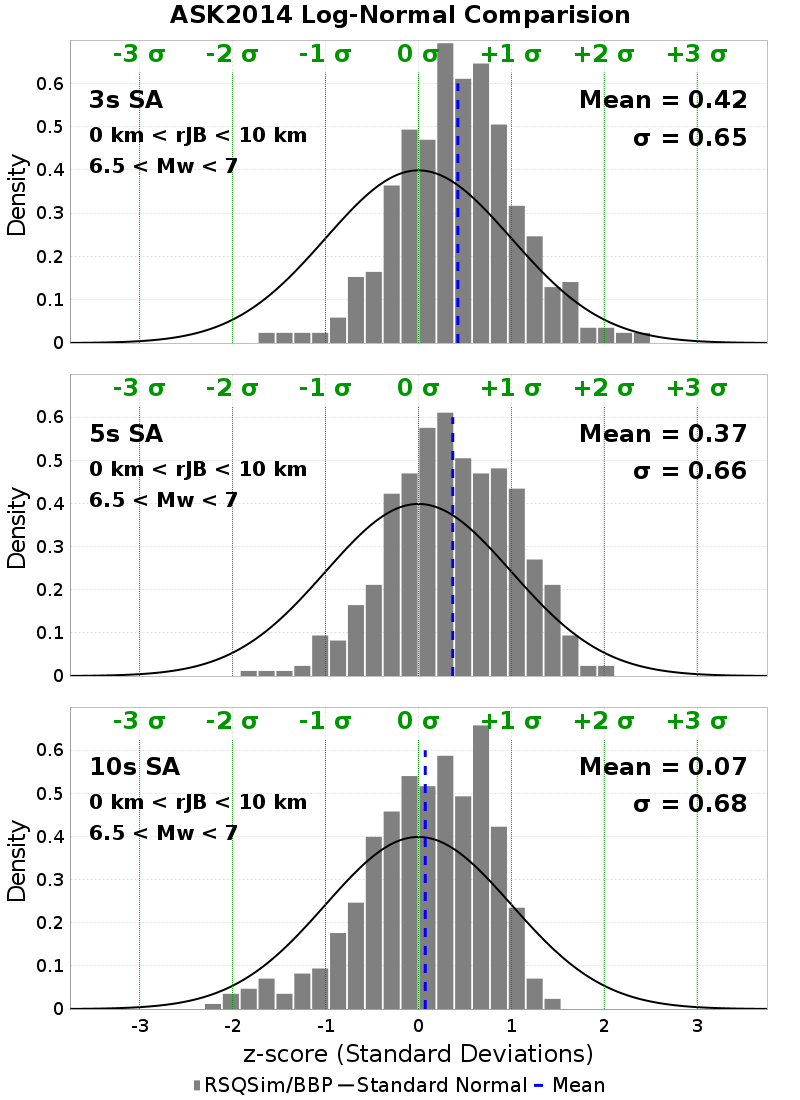 ASK2014 Log-Normal Comparision
-3 σ -2 σ -1 σ 0 σ +1 σ +2 σ +3 σ
0.6
3s SA Mean = 0.42
0.5
0 km < rJB < 10 km σ = 0.65
6.5 < Mw < 7
0.4
0.3
0.2
0.1
0
Density
-3 σ -2 σ -1 σ 0 σ +1 σ +2 σ +3 σ
0.6
5s SA Mean = 0.37
0.5
0 km < rJB < 10 km σ = 0.66
6.5 < Mw < 7
0.4
0.3
0.2
0.1
0
Density
-3 σ -2 σ -1 σ 0 σ +1 σ +2 σ +3 σ
0.6
10s SA Mean = 0.07
0.5
0 km < rJB < 10 km σ = 0.68
6.5 < Mw < 7
0.4
0.3
0.2
0.1
0
Density
-3 -2 -1 0 1 2 3
z-score (Standard Deviations)
RSQSim/BBP Standard Normal Mean